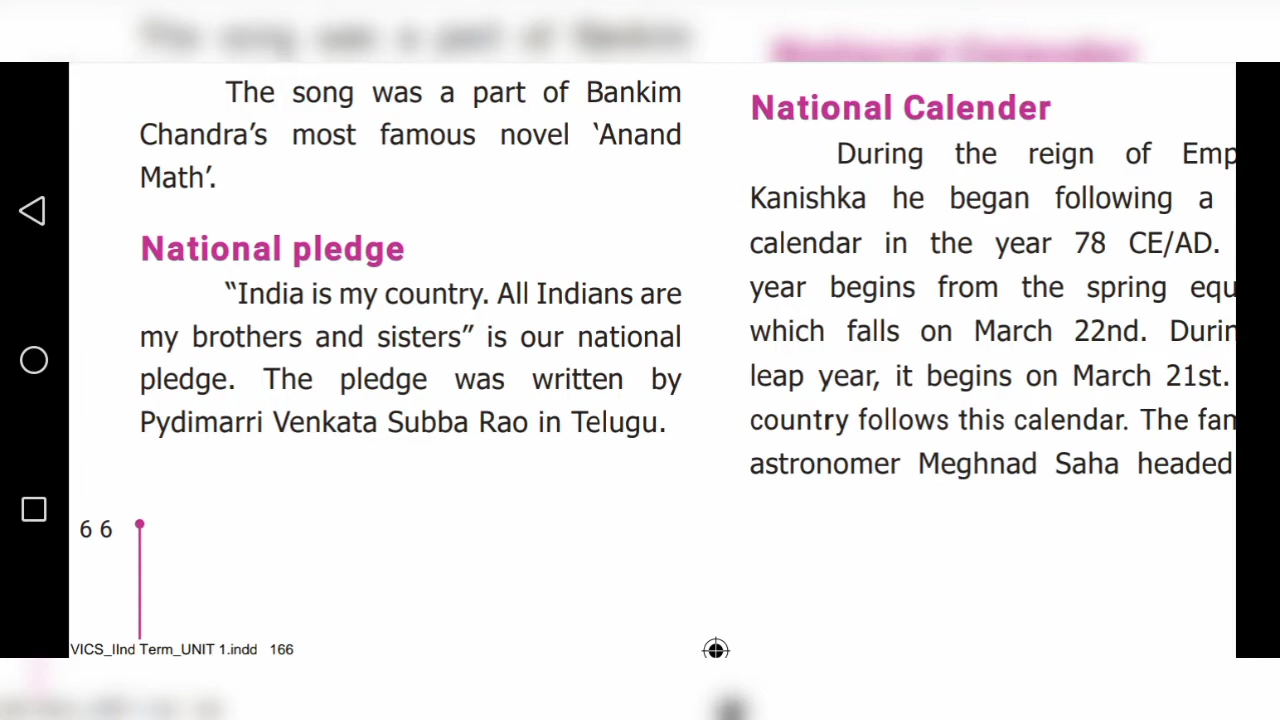 The song was a part of Bankim
Chandra's most famous novel ‘Anand
Math’.
National pledge
“India is my country. All Indians are
my brothers and sisters” is our national
pledge. The pledge was written by
Pydimarri Venkata Subba Rao in Telugu.
66
VICS_IInd Term_UNIT 1.indd 166
National Calender
During the reign of
Kanishka he began following a
calendar in the year 78 CE/AD.
year begins from the spring
which falls on March 22nd.
leap year, it begins on March 21st.
country follows this calendar. The
astronomer Meghnad Saha headed